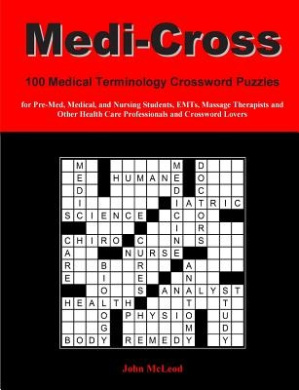 Medi-Cross
100 Medical Terminology Crossword Puzzles
for Pre-Med, Medical, and Nursing Students, EMTs, Massage Therapists and
Other Health Care Professionals and Crossword Lovers
HUMANE
IATRIC
SCIENCE
CHIRO
NURSE
ANALYST
HEALTH
PHYSIO
BODY REMEDY
John McLeod